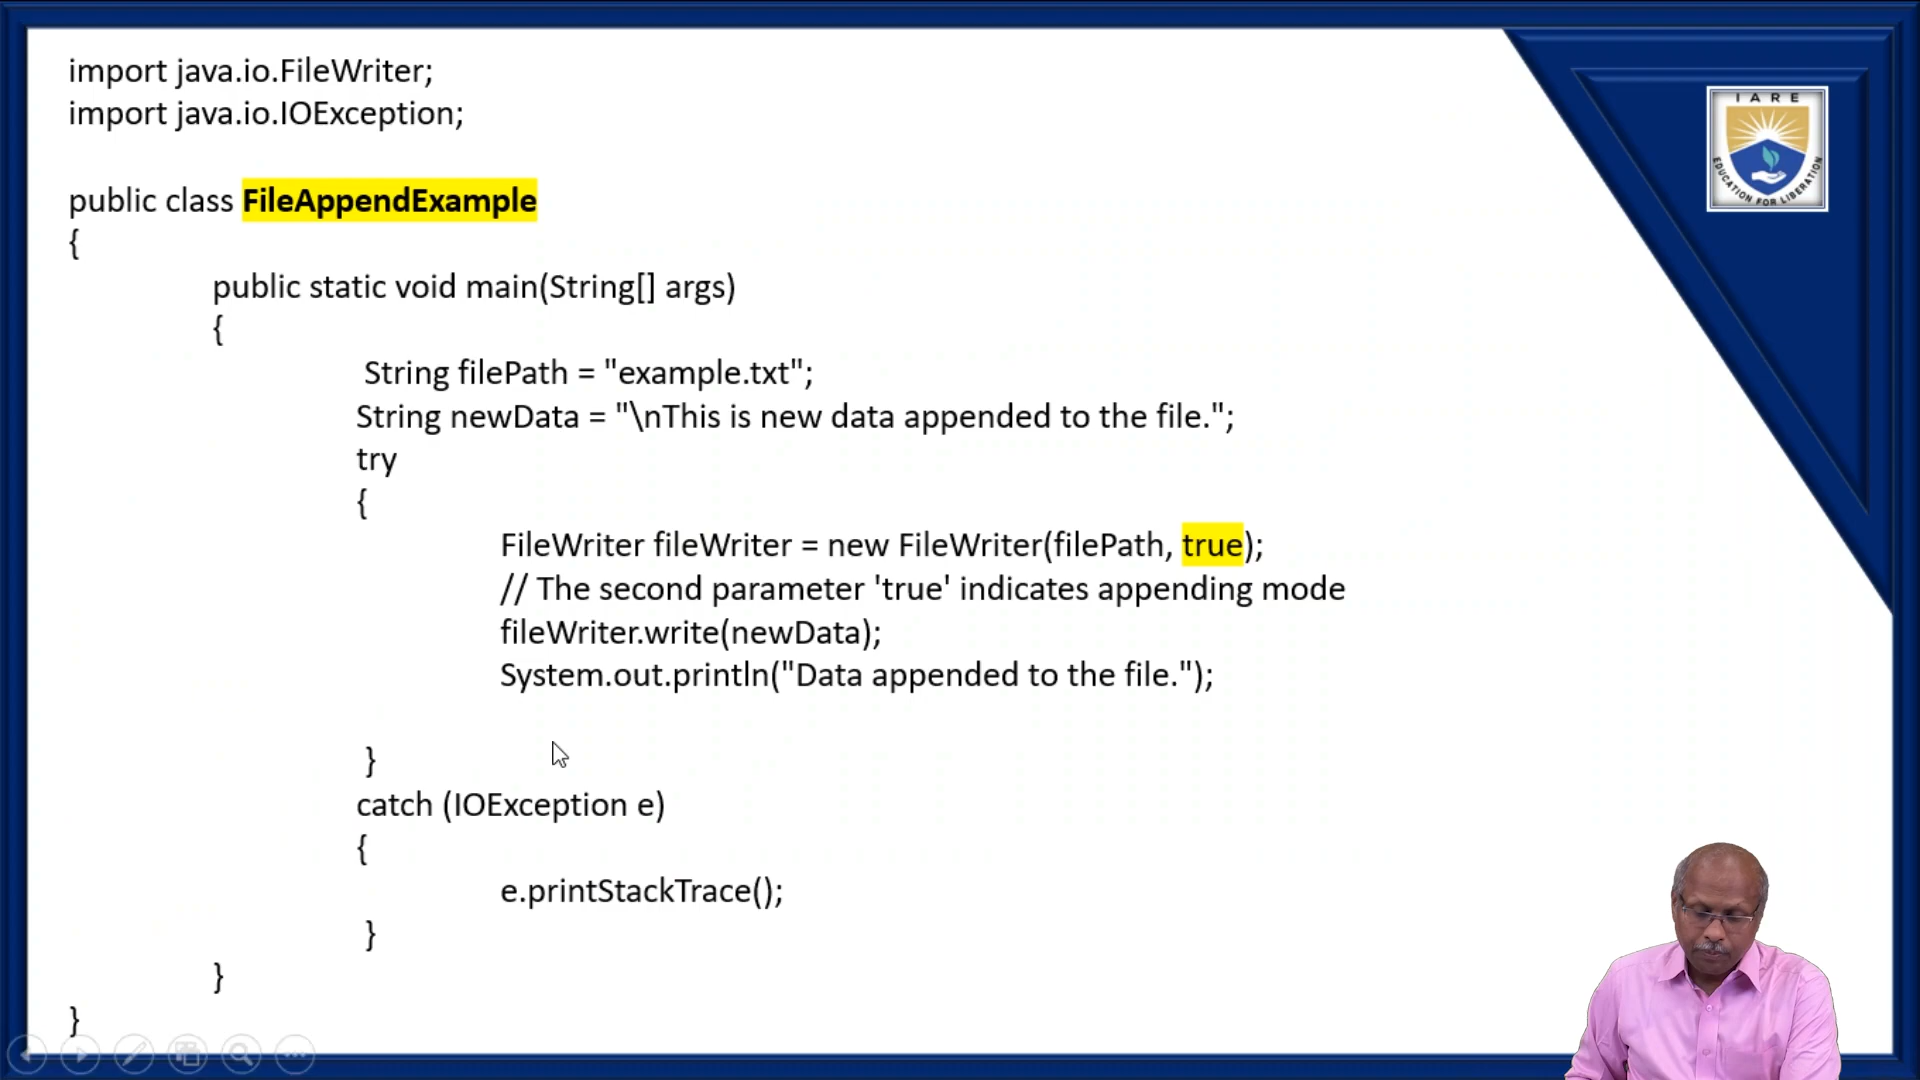 import java.io.FileWriter;
import java.io.IOException;
public class FileAppendExample
{
public static void main(String[] args)
{
String filePath = "example.txt";
String newData = "\nThis is new data appended to the file.";
try
{
FileWriter fileWriter = new FileWriter(filePath, true);
// The second parameter 'true' indicates appending mode
fileWriter.write(newData);
System.out.println("Data appended to the file.");
}
catch (IOException e)
{
e.printStackTrace();
}
}
}
IARE
EDUCATION FOR LIBERATION